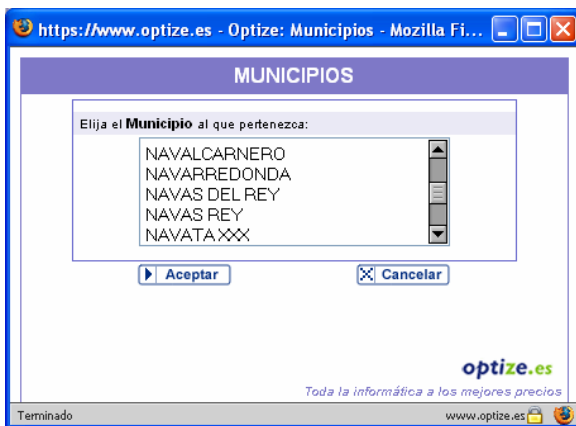 https://www.optize.es - Optize: Municipios - Mozilla Fi...
MUNICIPIOS
Elija el Municipio al que pertenezca:
NAVALCARNERO
NAVARREDONDA
NAVAS DEL REY
NAVAS REY
NAVATA XXX
Aceptar
Cancelar
optize.es
Toda la informática a los mejores precios
Terminado
www.optize.es